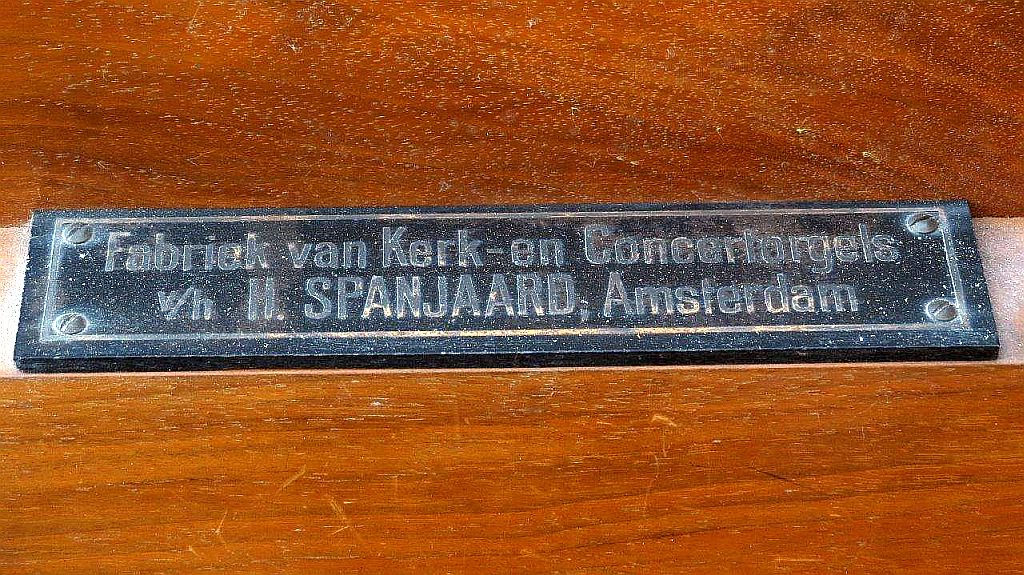 Fabriek van Kerk-en Concertorgels
v/h H. SPANJAARD, Amsterdam